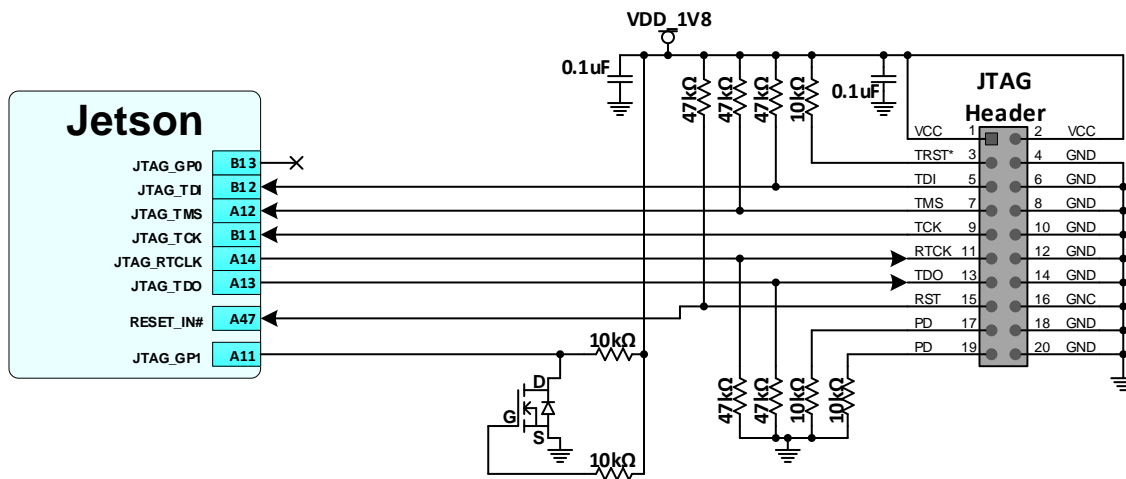 VDD_1V8
0.1uF
47kΩ
47kΩ
47kΩ
10kΩ
0.1uF
JTAG
Header
Jetson
JTAG_GP0 B13
JTAG_TDI B12
JTAG_TMS A12
JTAG_TCK B11
JTAG_RTCLK A14
JTAG_TDO A13
RESET_IN# A47
JTAG_GP1 A11
VCC 1 2 VCC
TRST* 3 4 GND
TDI 5 6 GND
TMS 7 8 GND
TCK 9 10 GND
RTCK 11 12 GND
TDO 13 14 GND
RST 15 16 GNC
PD 17 18 GND
PD 19 20 GND
10kΩ
D
G
S
10kΩ
47kΩ
47kΩ
10kΩ
10kΩ